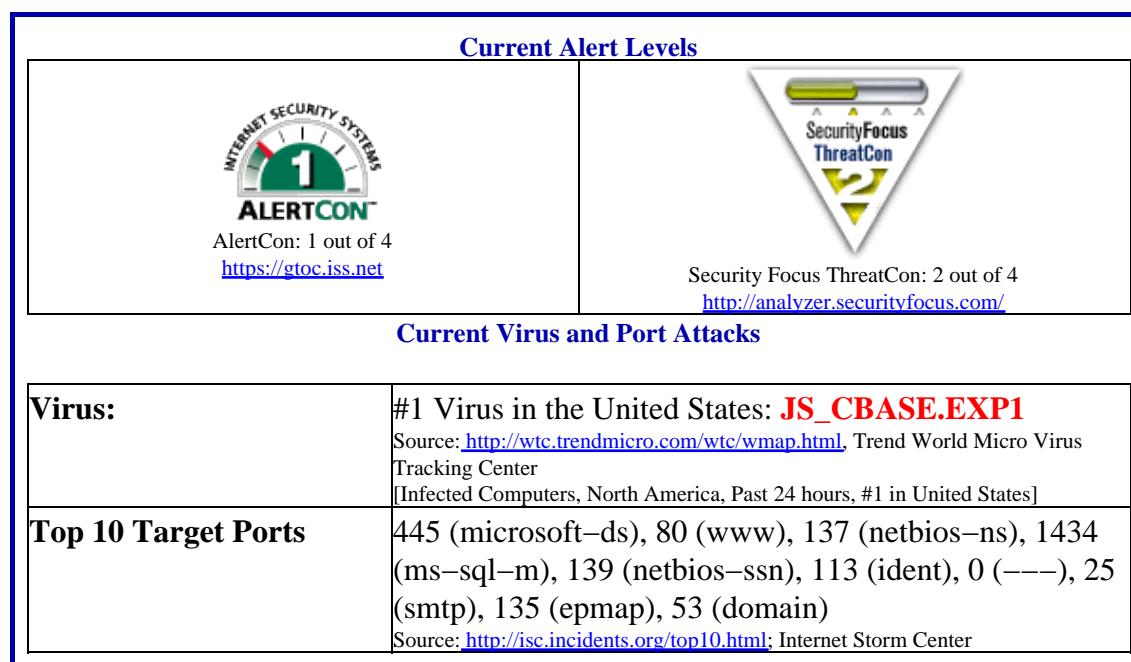 Current Alert Levels
INTERNET SECURITY SYSTEMS
1
ALERTCON™
AlertCon: 1 out of 4
https://gtoc.iss.net
SecurityFocus
ThreatCon
2
Security Focus ThreatCon: 2 out of 4
http://analyzer.securityfocus.com/
Current Virus and Port Attacks
Virus:
#1 Virus in the United States: JS_CBASE.EXP1
Source: http://wtc.trendmicro.com/wtc/wmap.html, Trend World Micro Virus
Tracking Center
[Infected Computers, North America, Past 24 hours, #1 in United States]
Top 10 Target Ports
445 (microsoft−ds), 80 (www), 137 (netbios−ns), 1434
(ms−sql−m), 139 (netbios−ssn), 113 (ident), 0 (−−−), 25
(smtp), 135 (epmap), 53 (domain)
Source: http://isc.incidents.org/top10.html; Internet Storm Center